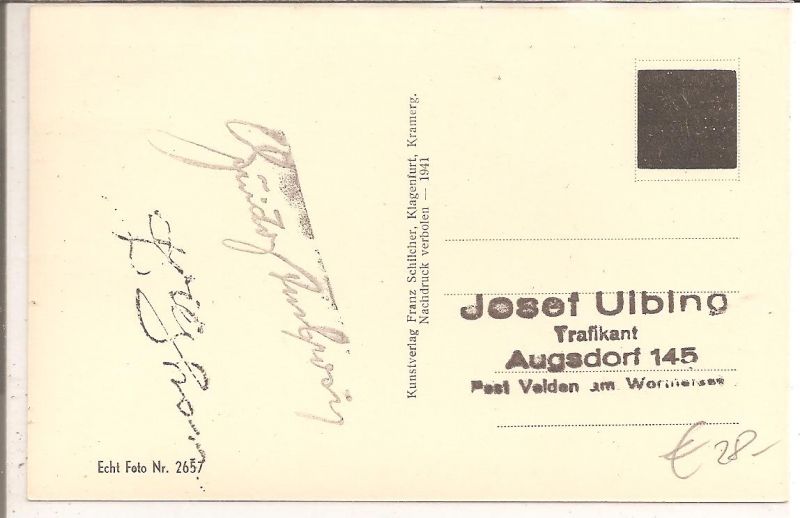 Kunstverlag Franz Schilcher, Klagenfurt, Kramerg.
Nachdruck verboten — 1941
Josef Ulbing
Trafikant
Augsdorf 145
Post Velden am Wörthersee
Echt Foto Nr. 2657
€ 28-